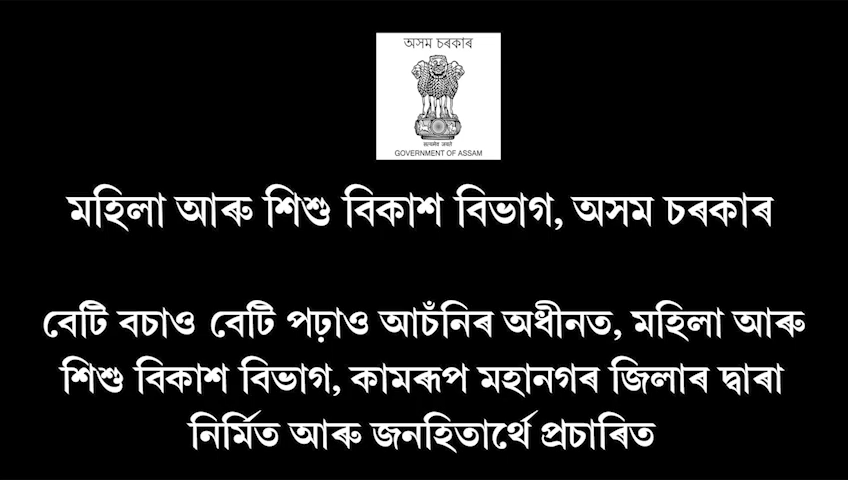 অসম চৰকাৰ
सत्यमेव जयते
GOVERNMENT OF ASSAM
মহিলা আৰু শিশু বিকাশ বিভাগ, অসম চৰকাৰ
বেটি বচাও বেটি পঢ়াও আচঁনিৰ অধীনত, মহিলা আৰু
শিশু বিকাশ বিভাগ, কামৰূপ মহানগৰ জিলাৰ দ্বাৰা
নিৰ্মিত আৰু জনহিতাৰ্থে প্ৰচাৰিত